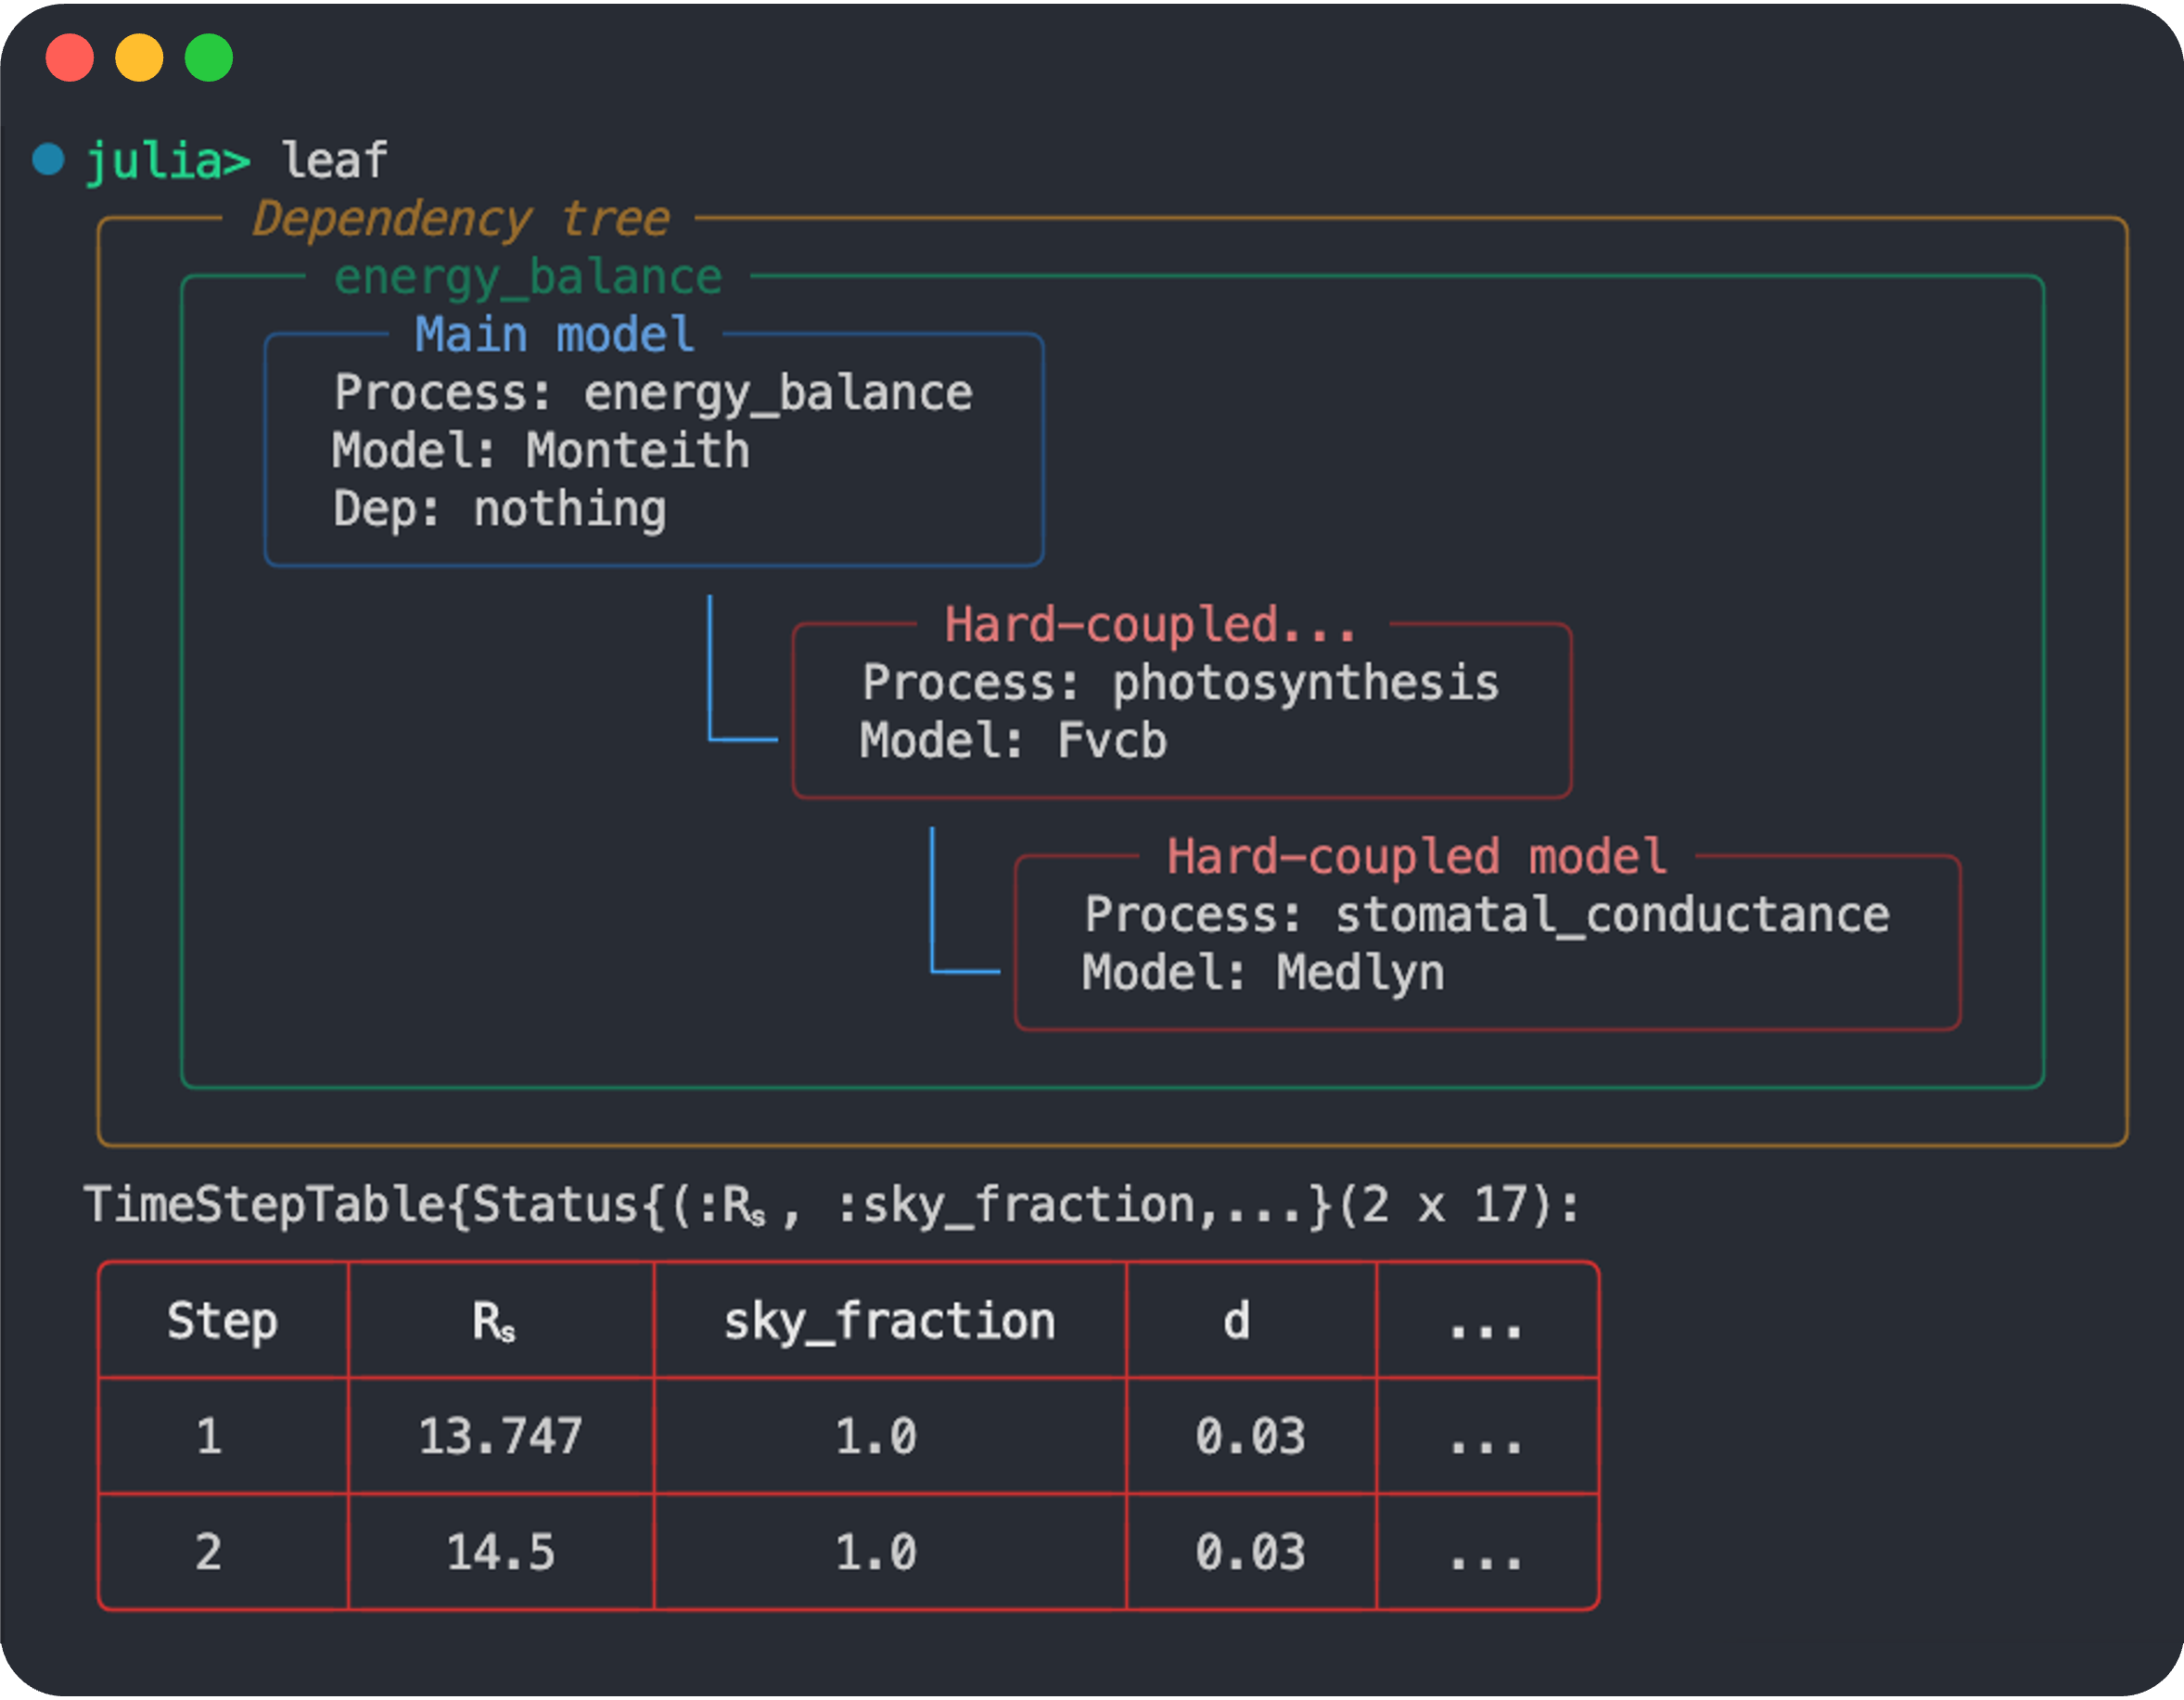 julia> leaf
Dependency tree
energy_balance
Main model
Process: energy_balance
Model: Monteith
Dep: nothing
Hard-coupled...
Process: photosynthesis
Model: Fvcb
Hard-coupled model
Process: stomatal_conductance
Model: Medlyn
TimeStepTable{Status{(:Rₛ, :sky_fraction,...}(2 x 17):
Step Rₛ sky_fraction d ...
1 13.747 1.0 0.03 ...
2 14.5 1.0 0.03 ...